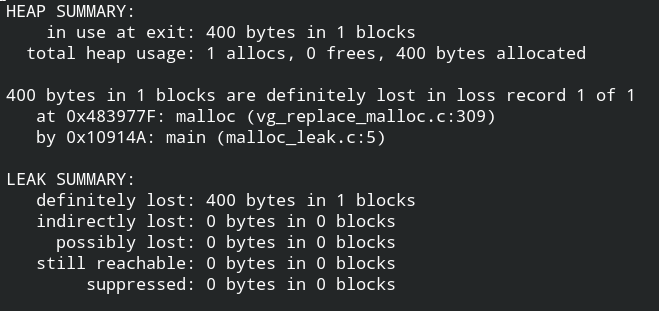 HEAP SUMMARY:
in use at exit: 400 bytes in 1 blocks
total heap usage: 1 allocs, 0 frees, 400 bytes allocated
400 bytes in 1 blocks are definitely lost in loss record 1 of 1
at 0x483977F: malloc (vg_replace_malloc.c:309)
by 0x10914A: main (malloc_leak.c:5)
LEAK SUMMARY:
definitely lost: 400 bytes in 1 blocks
indirectly lost: 0 bytes in 0 blocks
possibly lost: 0 bytes in 0 blocks
still reachable: 0 bytes in 0 blocks
suppressed: 0 bytes in 0 blocks